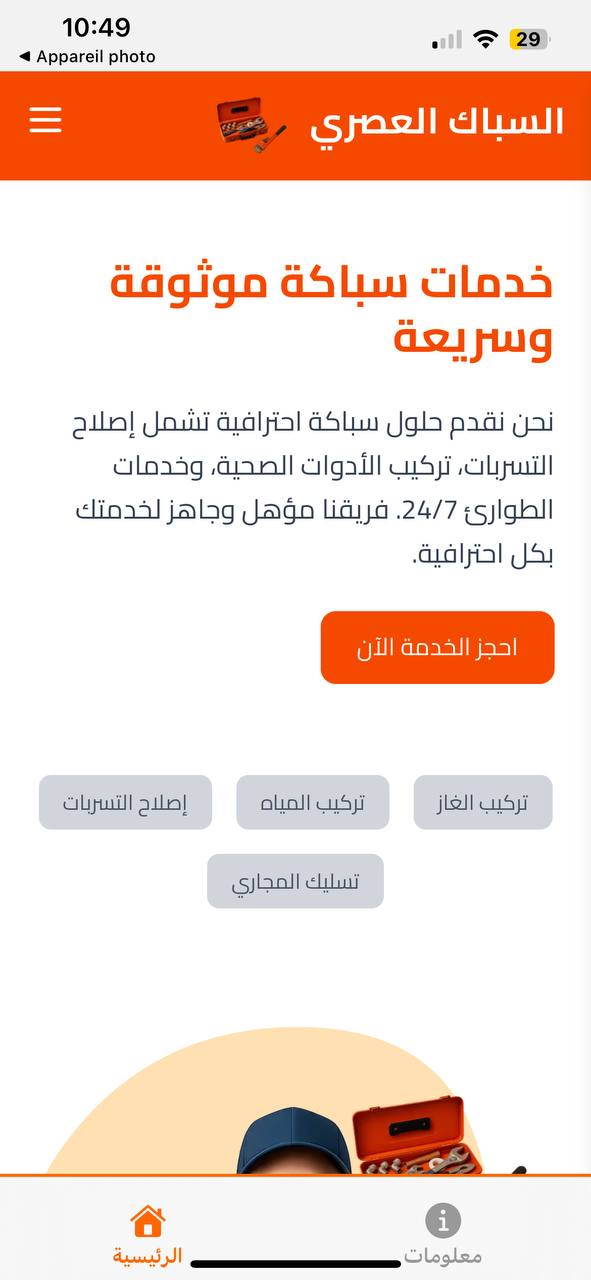 10:49
29
◀ Appareil photo
السباك العصري
خدمات سباكة موثوقة
وسريعة
نحن نقدم حلول سباكة احترافية تشمل إصلاح
التسربات، تركيب الأدوات الصحية، وخدمات
الطوارئ 24/7. فريقنا مؤهل وجاهز لخدمتك
بكل احترافية.
احجز الخدمة الآن
تركيب الغاز
تركيب المياه
إصلاح التسربات
تسليك المجاري
معلومات
الرئيسية